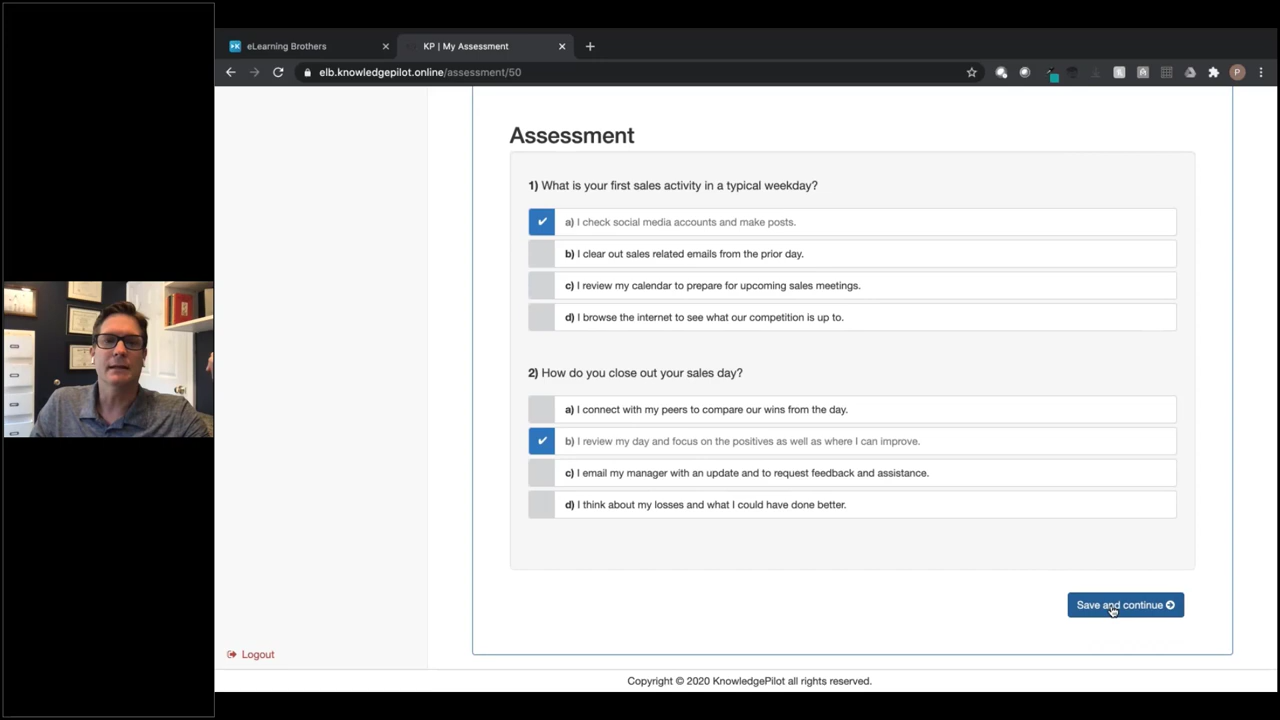 eLearning Brothers
KP | My Assessment
elb.knowledgepilot.online/assessment/50
P
Assessment
1) What is your first sales activity in a typical weekday?
a) I check social media accounts and make posts.
b) I clear out sales related emails from the prior day.
c) I review my calendar to prepare for upcoming sales meetings.
d) I browse the internet to see what our competition is up to.
2) How do you close out your sales day?
a) I connect with my peers to compare our wins from the day.
b) I review my day and focus on the positives as well as where I can improve.
c) I email my manager with an update and to request feedback and assistance.
d) I think about my losses and what I could have done better.
Save and continue
Logout
Copyright © 2020 KnowledgePilot all rights reserved.